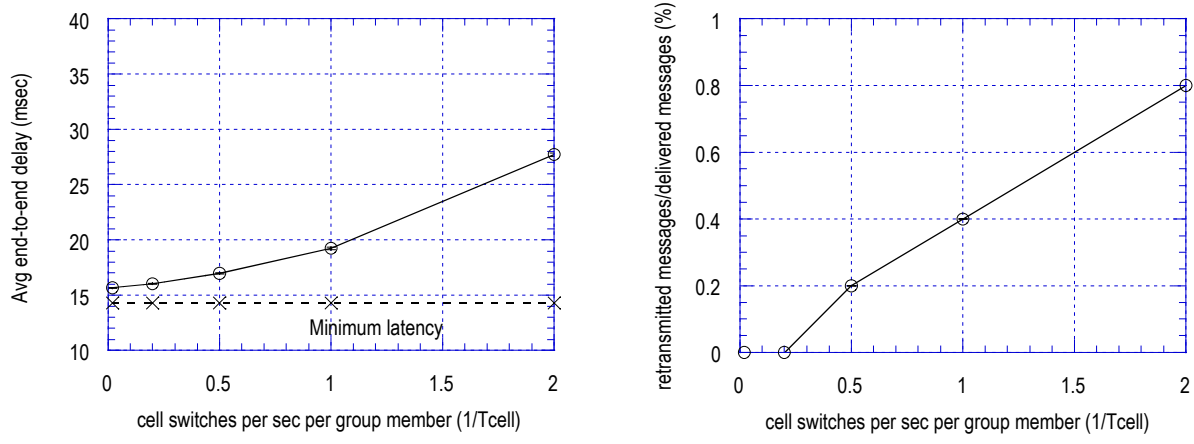 Avg end-to-end delay (msec)
40
35
30
25
20
15
10
Minimum latency
0 0.5 1 1.5 2
cell switches per sec per group member (1/Tcell)
retransmitted messages/delivered messages (%)
1
0.8
0.6
0.4
0.2
0
0 0.5 1 1.5 2
cell switches per sec per group member (1/Tcell)